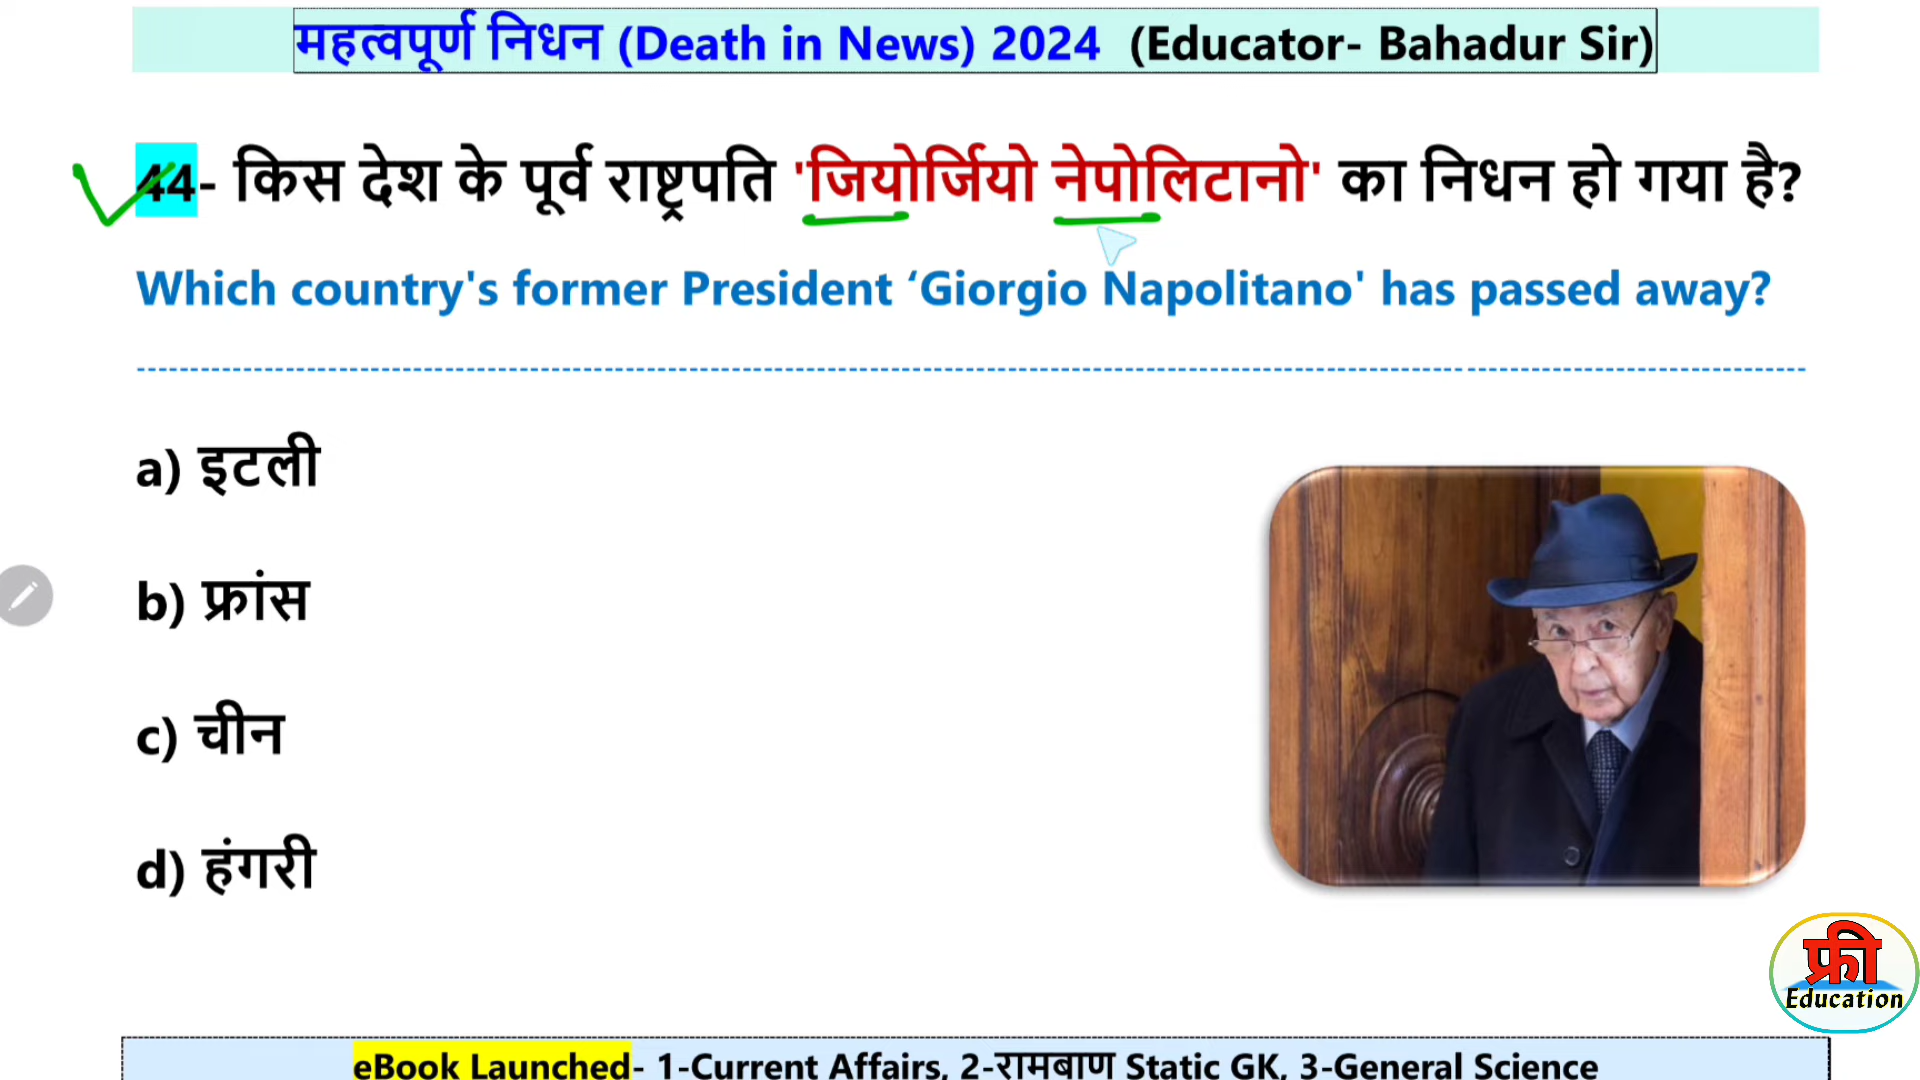 महत्वपूर्ण निधन (Death in News) 2024 (Educator- Bahadur Sir)
44- किस देश के पूर्व राष्ट्रपति 'जियोर्जियो नेपोलिटानो' का निधन हो गया है?
Which country's former President ‘Giorgio Napolitano' has passed away?
a) इटली
b) फ्रांस
c) चीन
d) हंगरी
फ्री
Education
eBook Launched- 1-Current Affairs, 2-रामबाण Static GK, 3-General Science